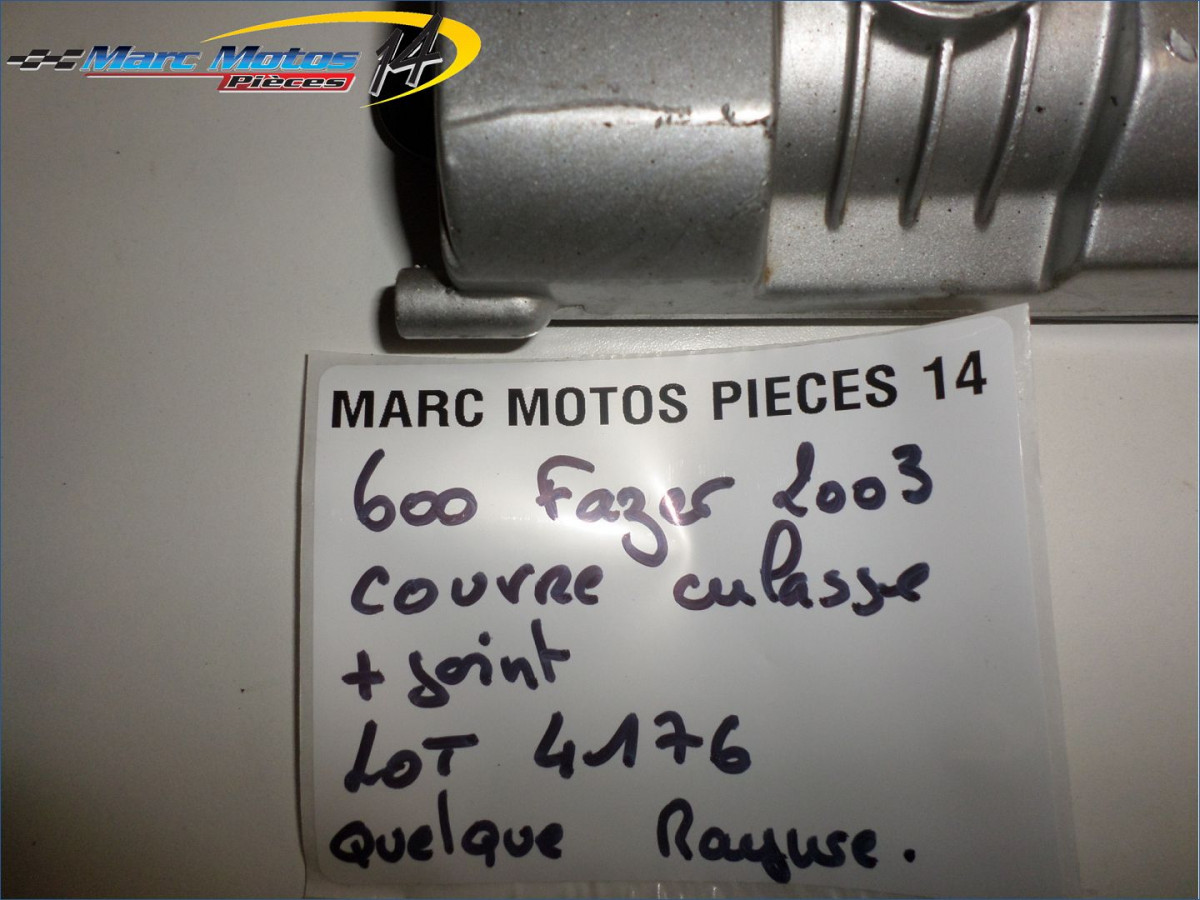 Marc Motos 14
Pièces
MARC MOTOS PIECES 14
600 Fazer 2003
couvre culasse
+ joint
LOT 4176
quelque Rayure.